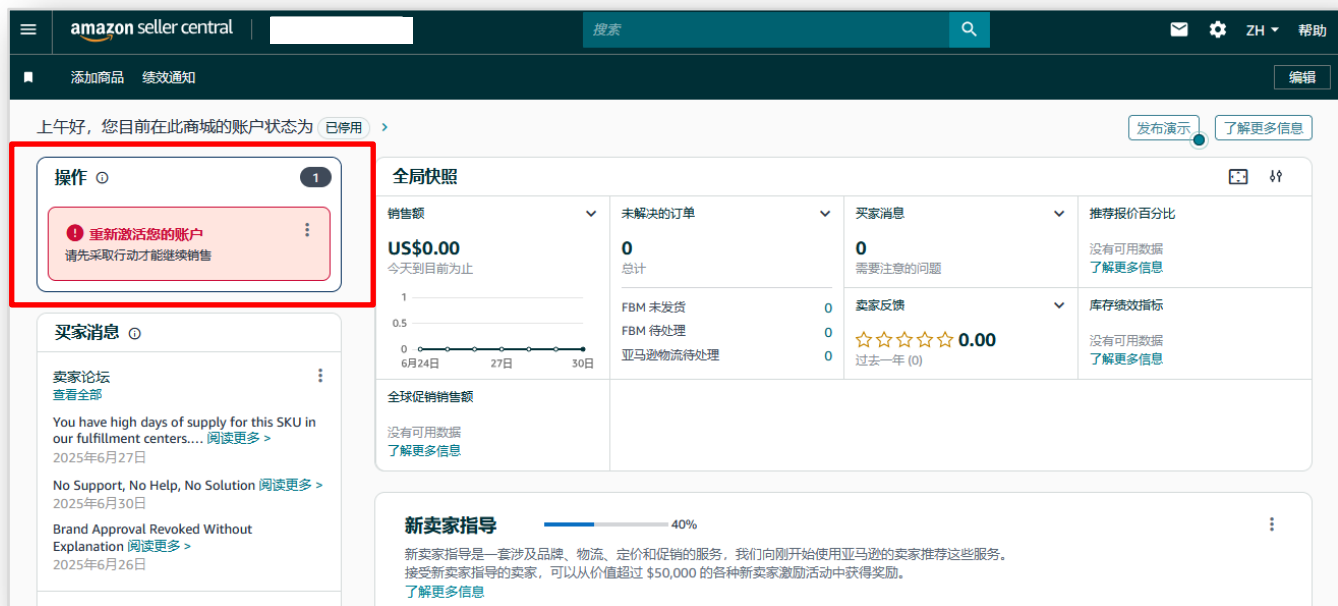 amazon seller central
搜索
ZH
帮助
添加商品 绩效通知
编辑
上午好，您目前在此商城的账户状态为 已停用 >
发布演示
了解更多信息
操作
1
重新激活您的账户
请先采取行动才能继续销售
全局快照
销售额
US$0.00
今天到目前为止
1
0.5
0
6月24日 27日 30日
未解决的订单
0
总计
FBM 未发货 0
FBM 待处理 0
亚马逊物流待处理 0
买家消息
0
需要注意的问题
卖家反馈
0.00
过去一年 (0)
推荐报价百分比
没有可用数据
了解更多信息
库存绩效指标
没有可用数据
了解更多信息
全球促销销售额
没有可用数据
了解更多信息
买家消息
卖家论坛
查看全部
You have high days of supply for this SKU in
our fulfillment centers.... 阅读更多 >
2025年6月27日
No Support, No Help, No Solution 阅读更多 >
2025年6月30日
Brand Approval Revoked Without
Explanation 阅读更多 >
2025年6月26日
新卖家指导
40%
新卖家指导是一套涉及品牌、物流、定价和促销的服务，我们向刚开始使用亚马逊的卖家推荐这些服务。
接受新卖家指导的卖家，可以从价值超过 $50,000 的各种新卖家激励活动中获得奖励。
了解更多信息